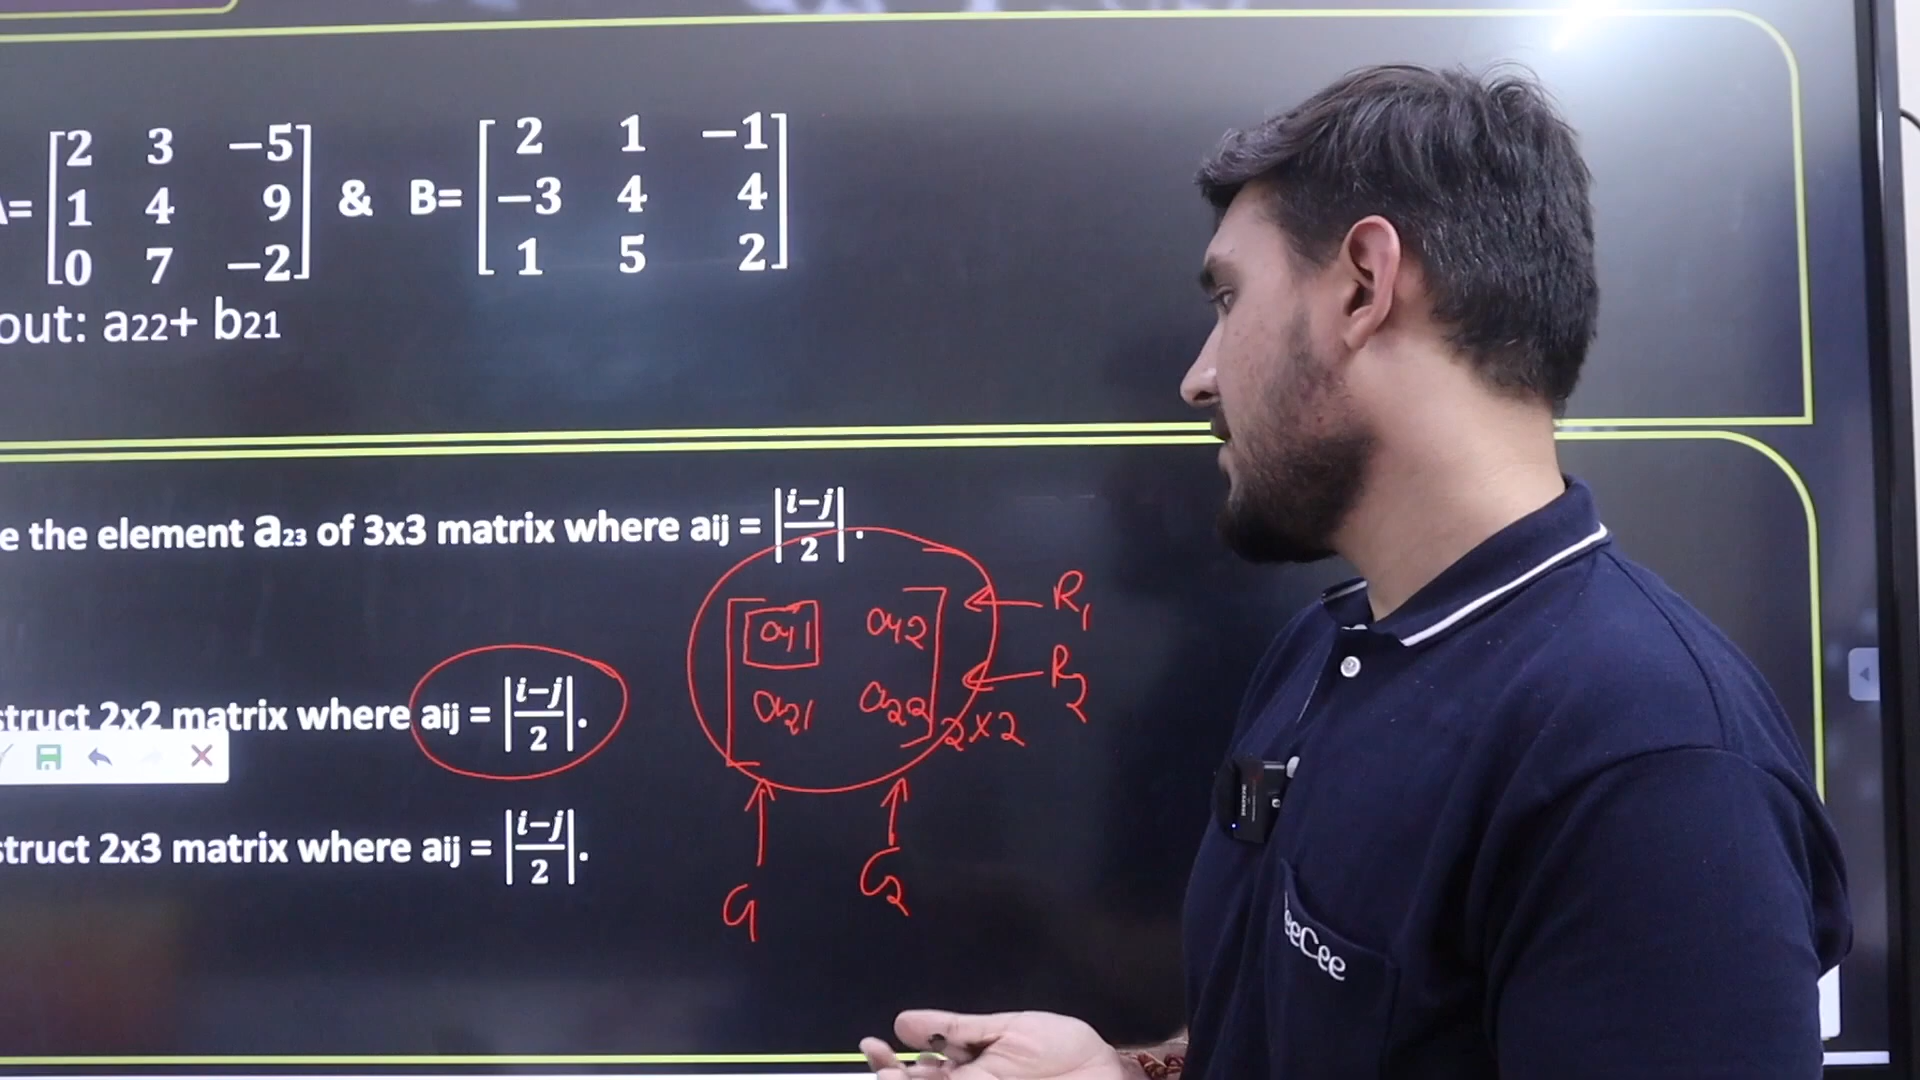 A= [2 3 −5] & B= [2 1 −1]
[1 4 9] [−3 4 4]
[0 7 −2] [1 5 2]
out: a22+ b21
e the element a23 of 3x3 matrix where aij = |i−j/2|.
struct 2x2 matrix where aij = |i−j/2|.
struct 2x3 matrix where aij = |i−j/2|.
a11 a12 R1
a21 a22 R2
2x2
C1 C2
eeCee